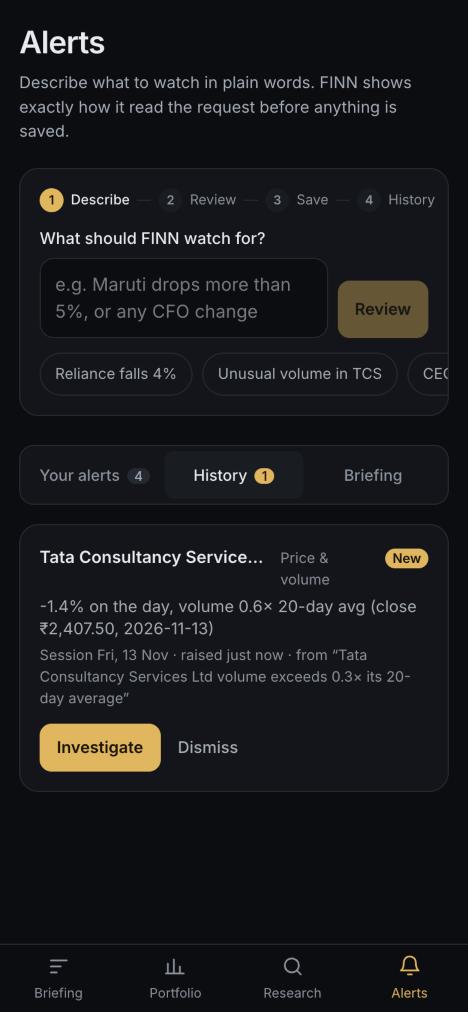 Alerts
Describe what to watch in plain words. FINN shows
exactly how it read the request before anything is
saved.
1 Describe 2 Review 3 Save 4 History
What should FINN watch for?
e.g. Maruti drops more than
5%, or any CFO change
Review
Reliance falls 4% Unusual volume in TCS CEO
Your alerts 4 History 1 Briefing
Tata Consultancy Service... Price &
volume
New
-1.4% on the day, volume 0.6× 20-day avg (close
₹2,407.50, 2026-11-13)
Session Fri, 13 Nov · raised just now · from “Tata
Consultancy Services Ltd volume exceeds 0.3× its 20-
day average”
Investigate Dismiss
Briefing Portfolio Research Alerts